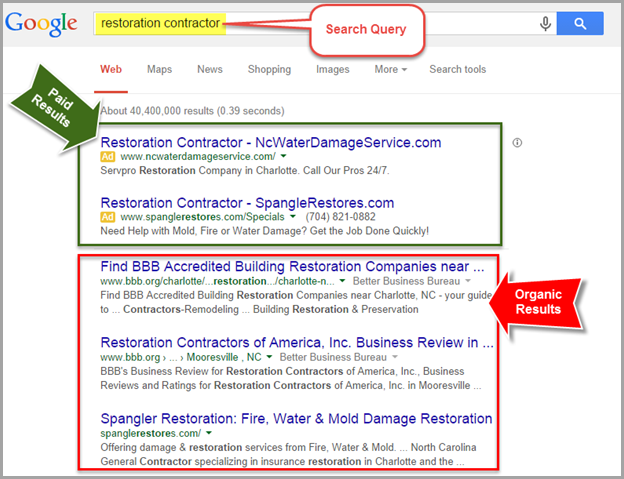 Google
restoration contractor
Search Query
Web Maps News Shopping Images More Search tools
Paid
Results
About 40,400,000 results (0.39 seconds)
Restoration Contractor - NcWaterDamageService.com
Ad www.ncwaterdamageservice.com/
Servpro Restoration Company in Charlotte. Call Our Pros 24/7.
Restoration Contractor - SpangleRestores.com
Ad www.spanglerestores.com/Specials (704) 821-0882
Need Help with Mold, Fire or Water Damage? Get the Job Done Quickly!
Find BBB Accredited Building Restoration Companies near ...
www.bbb.org/charlotte/...restoration.../charlotte-n... Better Business Bureau
Find BBB Accredited Building Restoration Companies near Charlotte, NC - your guide
to ... Contractors-Remodeling ... Building Restoration & Preservation
Organic
Results
Restoration Contractors of America, Inc. Business Review in ...
www.bbb.org › ... › Mooresville , NC Better Business Bureau
BBB's Business Review for Restoration Contractors of America, Inc., Business
Reviews and Ratings for Restoration Contractors of America, Inc. in Mooresville ...
Spangler Restoration: Fire, Water & Mold Damage Restoration
spanglerestores.com/
Offering damage & restoration services from Fire, Water & Mold. ... North Carolina
General Contractor specializing in insurance restoration in Charlotte and the ...